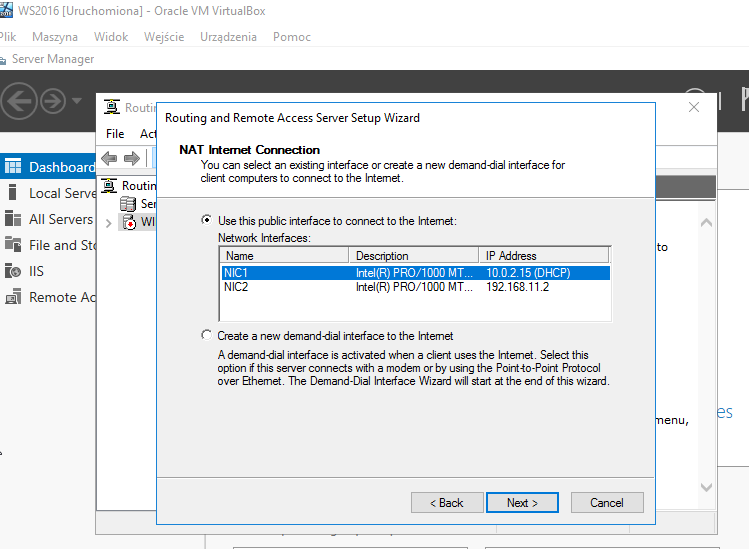 WS2016 [Uruchomiona] - Oracle VM VirtualBox
Plik Maszyna Widok Wejście Urządzenia Pomoc
Server Manager
Routing and Remote Access Server Setup Wizard
File
NAT Internet Connection
You can select an existing interface or create a new demand-dial interface for
client computers to connect to the Internet.
Dashboard
Local Serve
All Servers
File and Sto
IIS
Remote Ac
Routin
Ser
WI
Use this public interface to connect to the Internet:
Network Interfaces:
Name Description IP Address
NIC1 Intel(R) PRO/1000 MT... 10.0.2.15 (DHCP)
NIC2 Intel(R) PRO/1000 MT... 192.168.11.2
to
Create a new demand-dial interface to the Internet
A demand-dial interface is activated when a client uses the Internet. Select this
option if this server connects with a modem or by using the Point-to-Point Protocol
over Ethernet. The Demand-Dial Interface Wizard will start at the end of this wizard.
es
menu,
< Back Next > Cancel